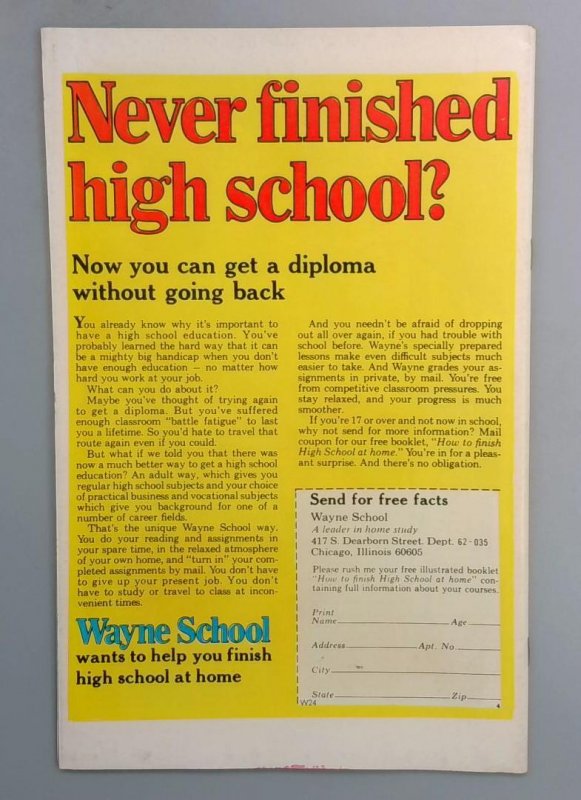 Never finished
high school?
Now you can get a diploma
without going back
You already know why it's important to
have a high school education. You've
probably learned the hard way that it can
be a mighty big handicap when you don't
have enough education — no matter how
hard you work at your job.
What can you do about it?
Maybe you've thought of trying again
to get a diploma. But you've suffered
enough classroom "battle fatigue" to last
you a lifetime. So you'd hate to travel that
route again even if you could.
But what if we told you that there was
now a much better way to get a high school
education? An adult way, which gives you
regular high school subjects and your choice
of practical business and vocational subjects
which give you background for one of a
number of career fields.
That's the unique Wayne School way.
You do your reading and assignments in
your spare time, in the relaxed atmosphere
of your own home, and "turn in" your com-
pleted assignments by mail. You don't have
to give up your present job. You don't
have to study or travel to class at incon-
venient times.
Wayne School
wants to help you finish
high school at home
And you needn't be afraid of dropping
out all over again, if you had trouble with
school before. Wayne's specially prepared
lessons make even difficult subjects much
easier to take. And Wayne grades your as-
signments in private, by mail. You're free
from competitive classroom pressures. You
stay relaxed, and your progress is much
smoother.
If you're 17 or over and not now in school,
why not send for more information? Mail
coupon for our free booklet, "How to finish
High School at home." You're in for a pleas-
ant surprise. And there's no obligation.
Send for free facts
Wayne School
A leader in home study
417 S. Dearborn Street. Dept. 62-035
Chicago, Illinois 60605
Please rush me your free illustrated booklet
"How to finish High School at home" con-
taining full information about your courses.
Print
Name Age
Address Apt. No.
City
State Zip
W24 4